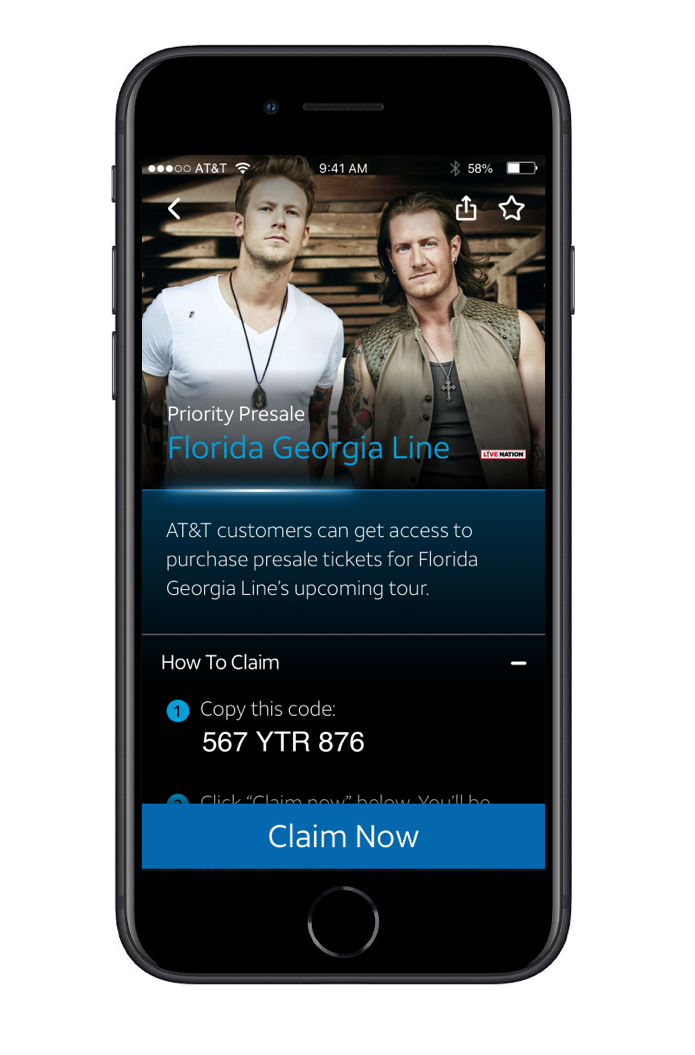 AT&T 9:41 AM 58%
Priority Presale
Florida Georgia Line
LIVE NATION
AT&T customers can get access to
purchase presale tickets for Florida
Georgia Line's upcoming tour.
How To Claim
1 Copy this code:
567 YTR 876
2 Click “Claim now” below. You'll be
Claim Now